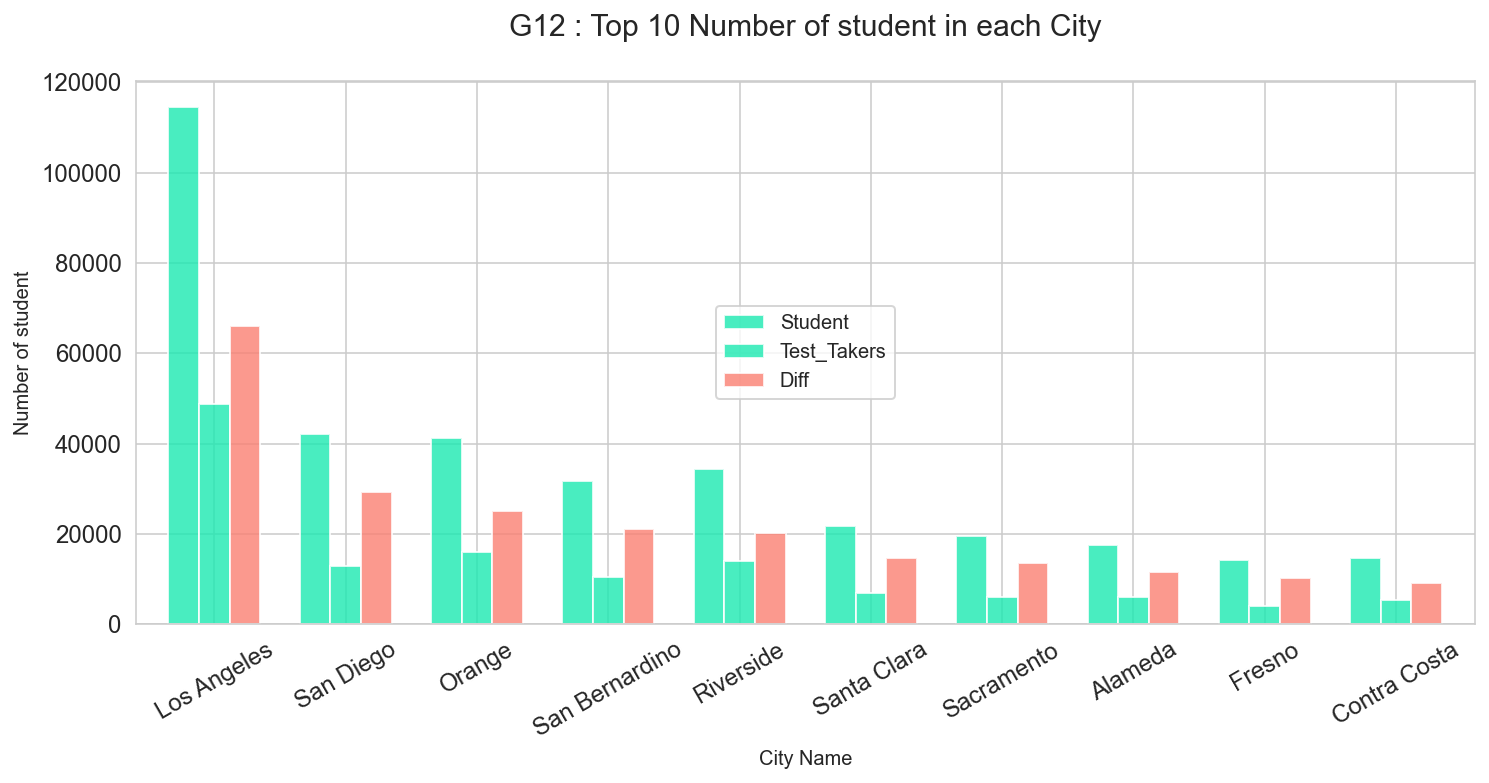 G12 : Top 10 Number of student in each City
120000
100000
80000
60000
40000
20000
0
Number of student
Student
Test_Takers
Diff
Los Angeles
San Diego
Orange
San Bernardino
Riverside
Santa Clara
Sacramento
Alameda
Fresno
Contra Costa
City Name